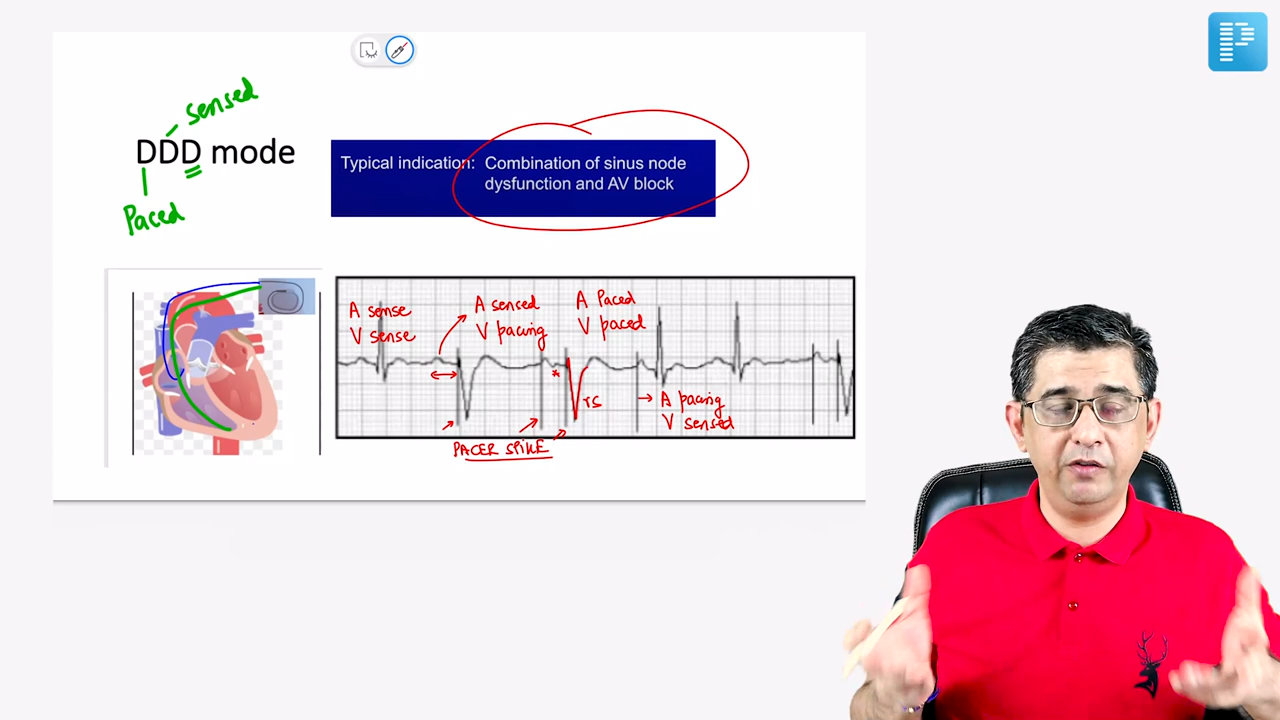 sensed
DDD mode
Paced
Typical indication: Combination of sinus node
dysfunction and AV block
A sense
V sense
A sensed
V pacing
A Paced
V paced
*
rS
A pacing
V sensed
PACER SPIKE
P